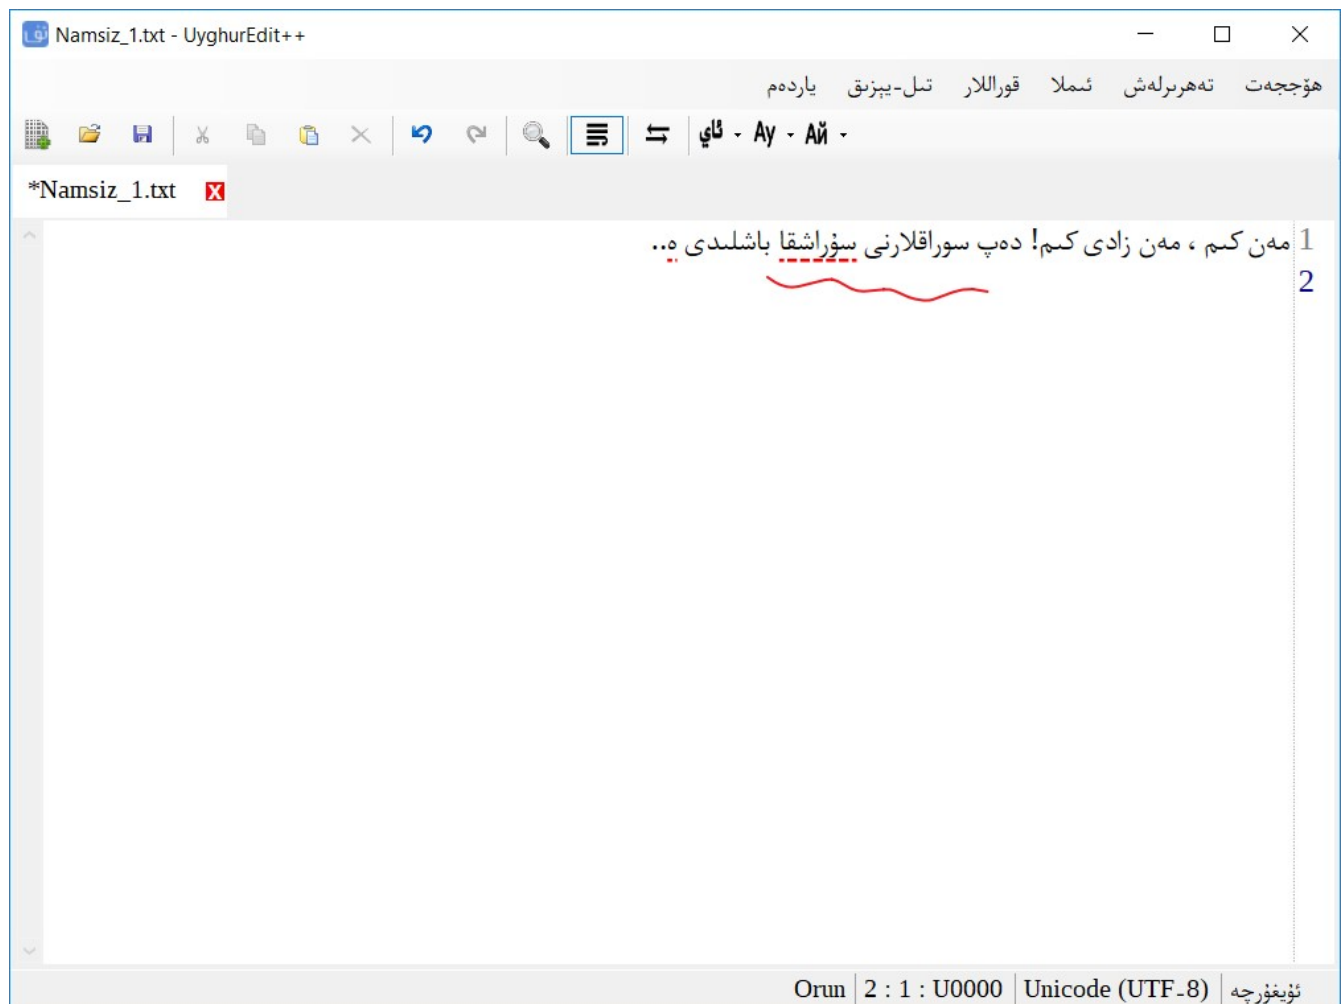 Namsiz_1.txt - UyghurEdit++
ھۆججەت تەھرىرلەش ئىملا قوراللار تىل-يېزىق ياردەم
ئاي Ay Ай
*Namsiz_1.txt X
1 مەن كىم ، مەن زادى كىم! دەپ سوراقلارنى سۇراشقا باشلىدى ە..
2
Orun 2 : 1 : U0000 Unicode (UTF-8) ئۇيغۇرچە